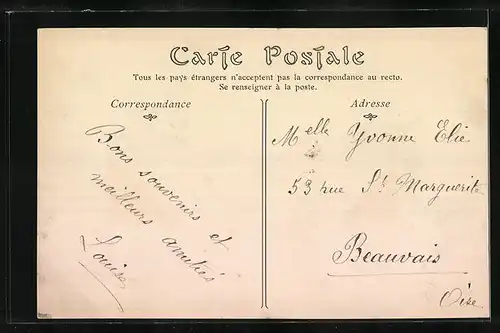 Carte Postale
Tous les pays étrangers n'acceptent pas la correspondance au recto.
Se renseigner à la poste.
Correspondance
Bons souvenirs et
meilleurs amitiés
Louise
Adresse
Melle Yvonne Elie
53 rue St Marguerite
Beauvais
Oise